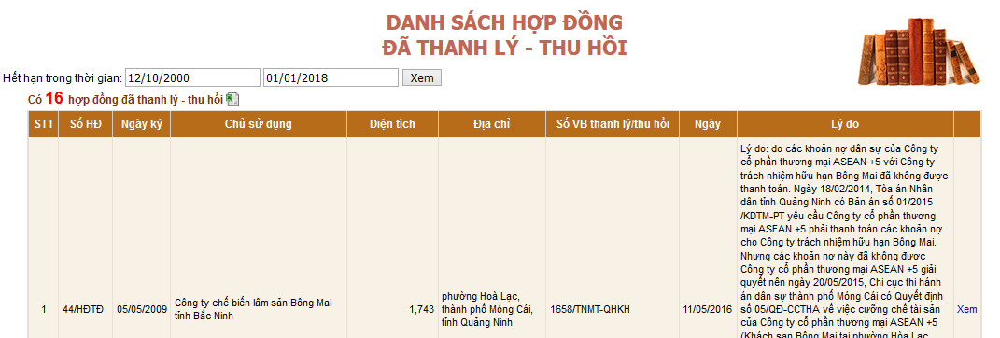 DANH SÁCH HỢP ĐỒNG
ĐÃ THANH LÝ - THU HỒI
Hết hạn trong thời gian: 12/10/2000 01/01/2018 Xem
Có 16 hợp đồng đã thanh lý - thu hồi
STT Số HĐ Ngày ký Chủ sử dụng Diện tích Địa chỉ Số VB thanh lý/thu hồi Ngày Lý do
1
44/HĐTĐ
05/05/2009
Công ty chế biến lâm sản Bông Mai
tỉnh Bắc Ninh
1,743
phường Hoà Lạc,
thành phố Móng Cái,
tỉnh Quảng Ninh
1658/TNMT-QHKH
11/05/2016
Lý do: do các khoản nợ dân sự của Công ty
cổ phần thương mại ASEAN +5 với Công ty
trách nhiệm hữu hạn Bông Mai đã không được
thanh toán. Ngày 18/02/2014, Tòa án Nhân
dân tỉnh Quảng Ninh có Bản án số 01/2015
/KDTM-PT yêu cầu Công ty cổ phần thương
mại ASEAN +5 phải thanh toán các khoản nợ
cho Công ty trách nhiệm hữu hạn Bông Mai.
Nhưng các khoản nợ này đã không được
Công ty cổ phần thương mại ASEAN +5 giải
quyết nên ngày 20/05/2015, Chi cục thi hánh
án dân sự thành phố Móng Cái có Quyết định
số 05/QĐ-CCTHA về việc cưỡng chế tài sản
của Công ty cổ phần thương mại ASEAN +5
(Khách sạn Bông Mai tại phường Hòa Lạc
Xem